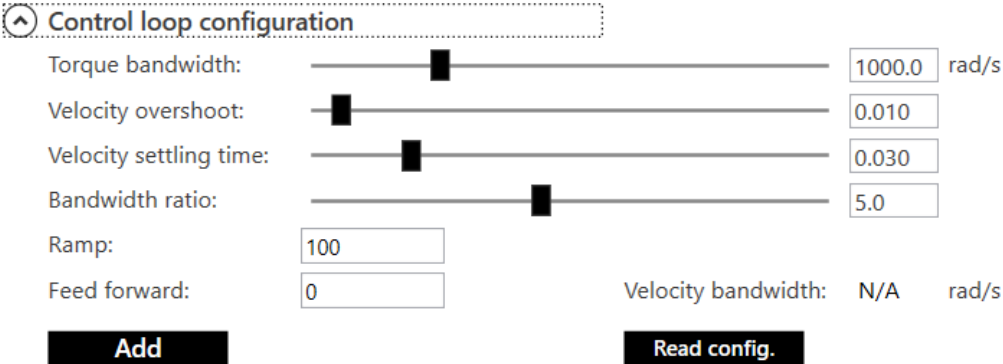 Control loop configuration
Torque bandwidth: 1000.0 rad/s
Velocity overshoot: 0.010
Velocity settling time: 0.030
Bandwidth ratio: 5.0
Ramp: 100
Feed forward: 0 Velocity bandwidth: N/A rad/s
Add Read config.